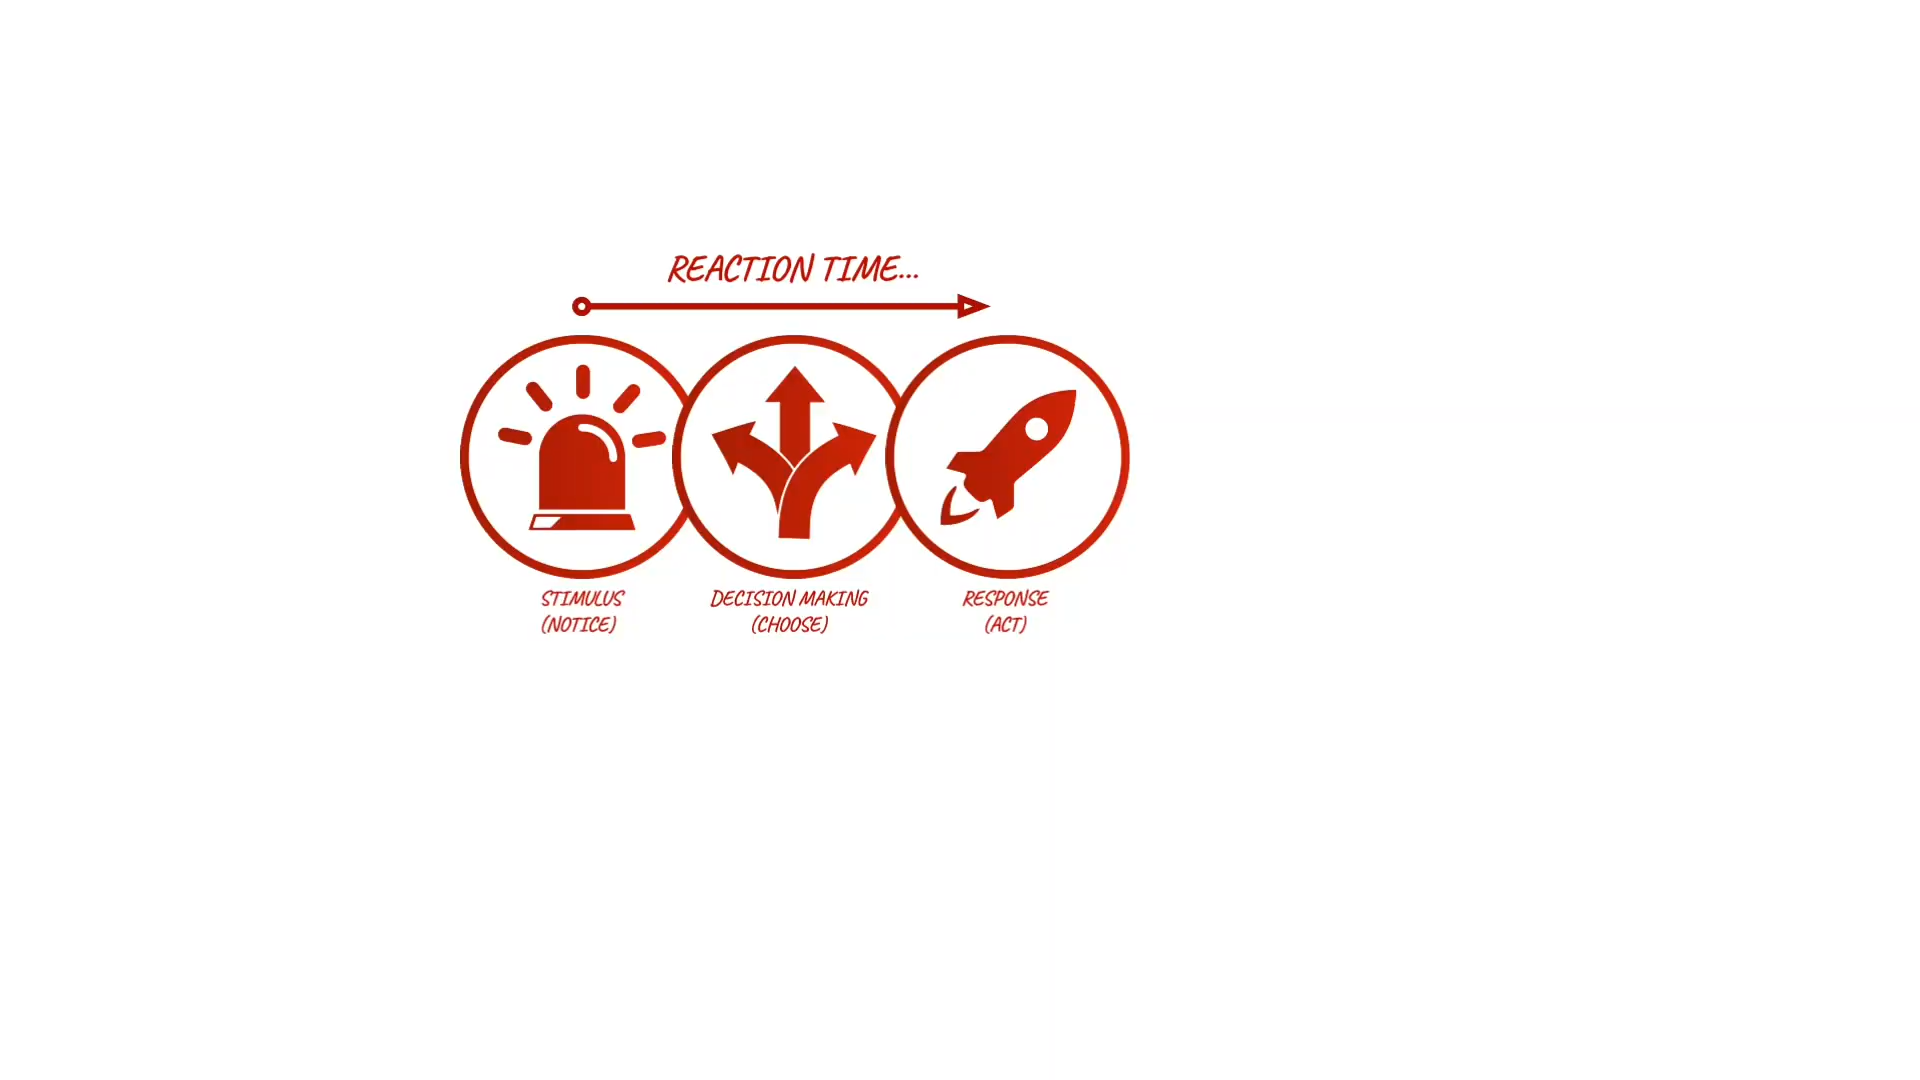 REACTION TIME...
STIMULUS
(NOTICE)
DECISION MAKING
(CHOOSE)
RESPONSE
(ACT)